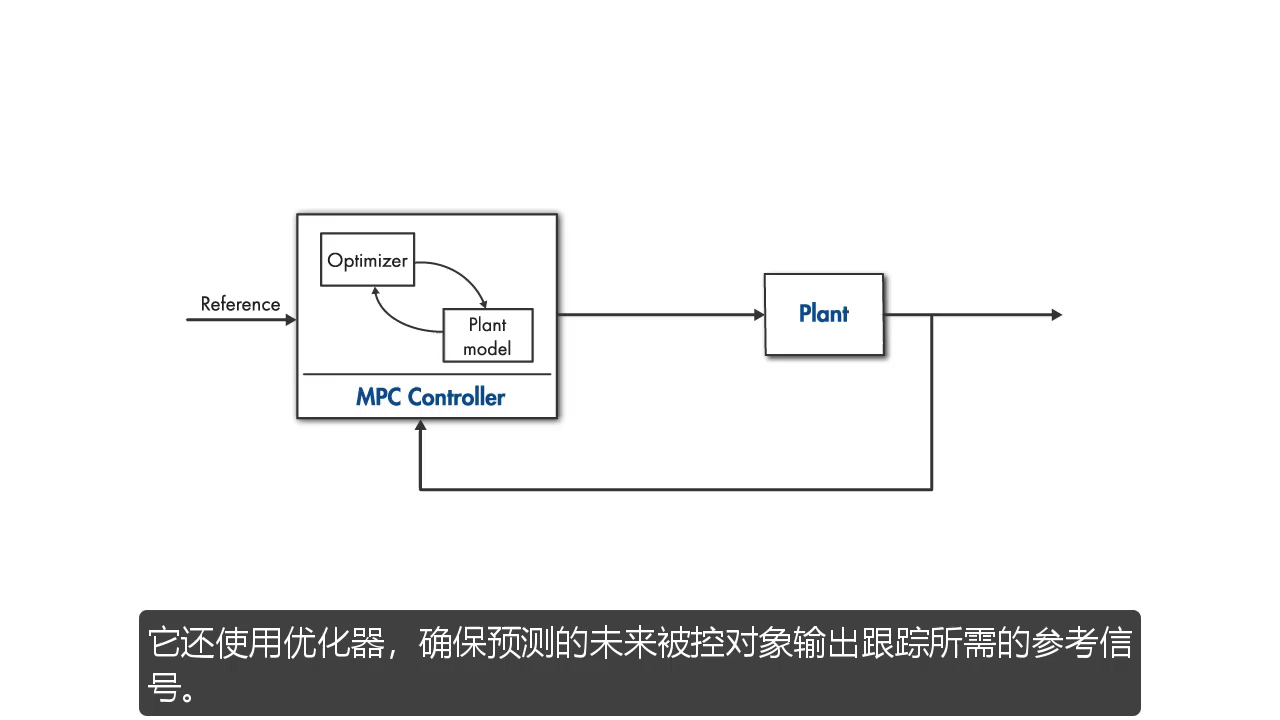 Optimizer
Reference
Plant
Plant
model
MPC Controller
它还使用优化器，确保预测的未来被控对象输出跟踪所需的参考信
号。